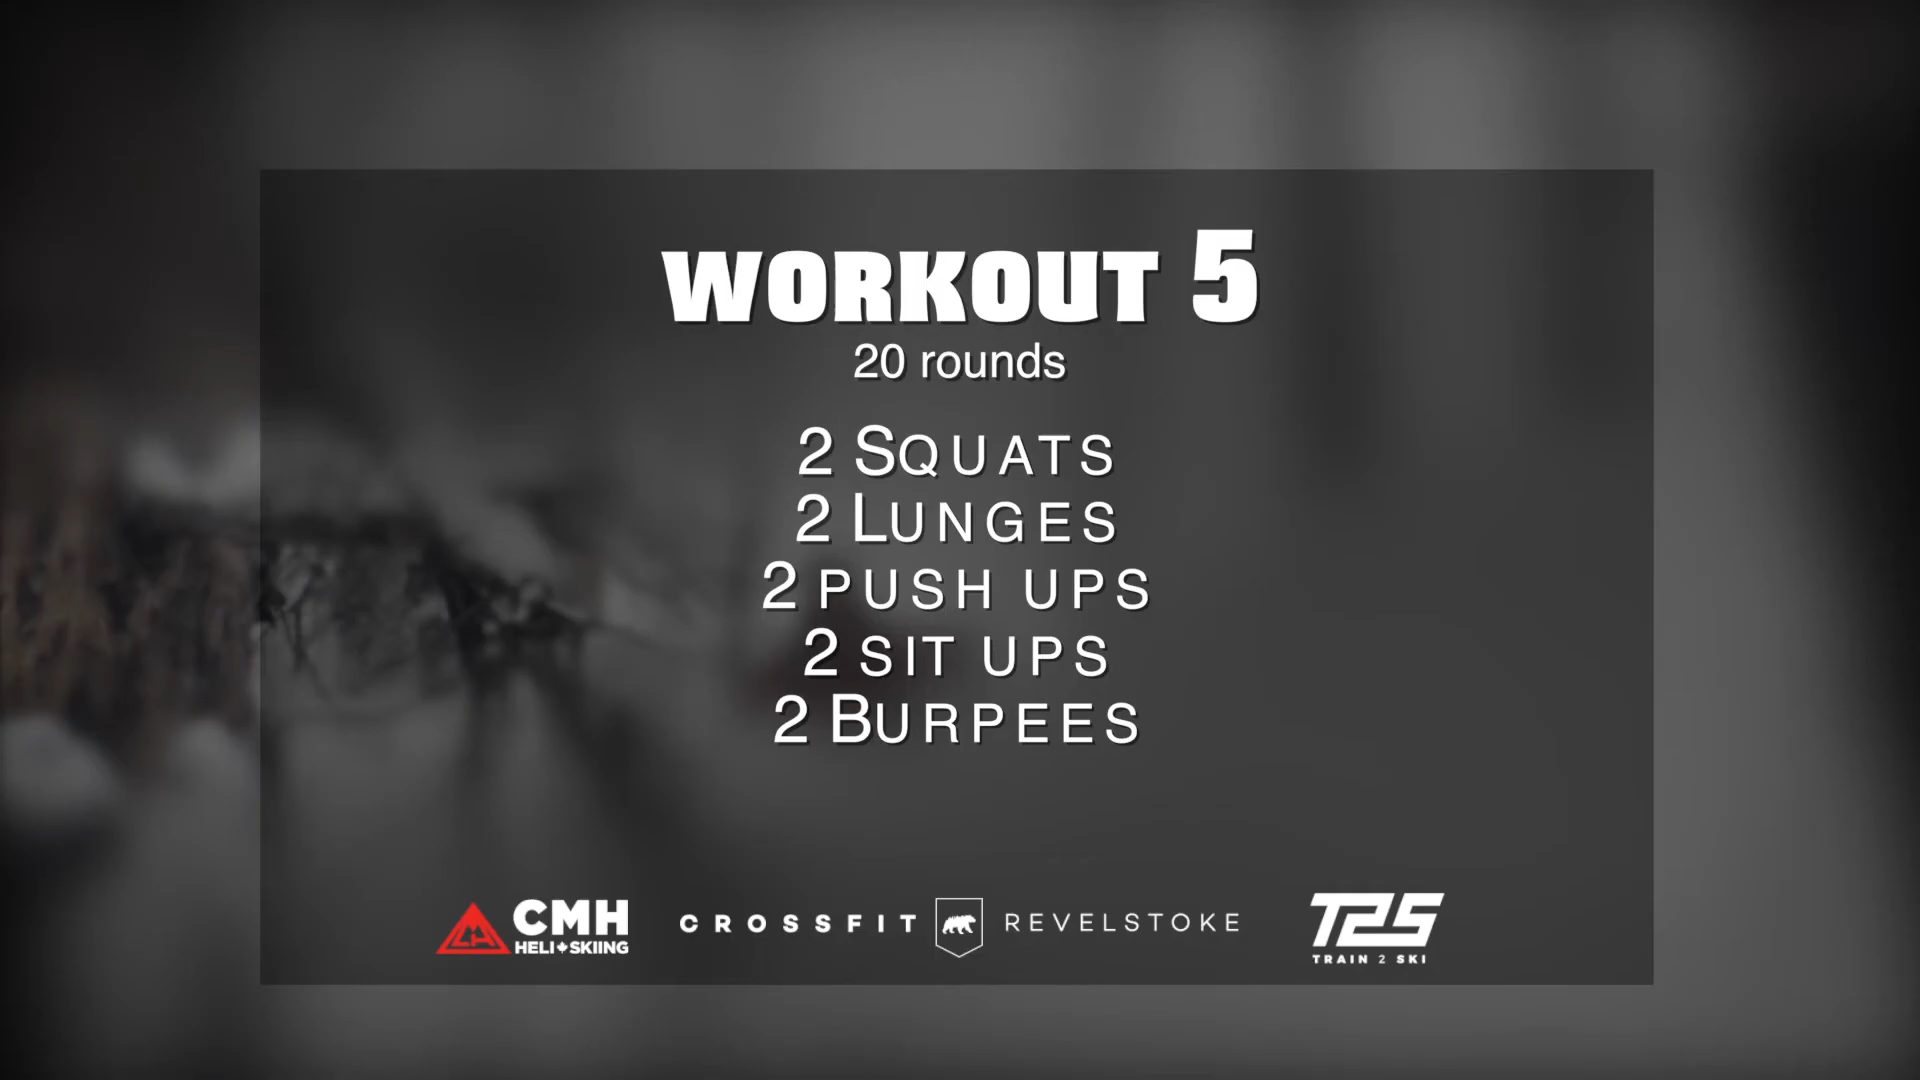 WORKOUT 5
20 rounds
2 SQUATS
2 LUNGES
2 PUSH UPS
2 SIT UPS
2 BURPEES
CMH
HELI SKIING
CROSSFIT REVELSTOKE
T2S
TRAIN 2 SKI